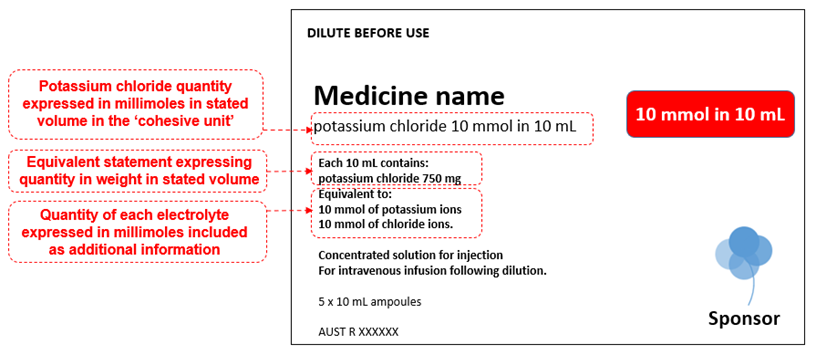 DILUTE BEFORE USE
Potassium chloride quantity
expressed in millimoles in stated
volume in the ‘cohesive unit’
Medicine name
10 mmol in 10 mL
potassium chloride 10 mmol in 10 mL
Equivalent statement expressing
quantity in weight in stated volume
Each 10 mL contains:
potassium chloride 750 mg
Quantity of each electrolyte
expressed in millimoles included
as additional information
Equivalent to:
10 mmol of potassium ions
10 mmol of chloride ions.
Concentrated solution for injection
For intravenous infusion following dilution.
5 x 10 mL ampoules
AUST R XXXXXX
Sponsor